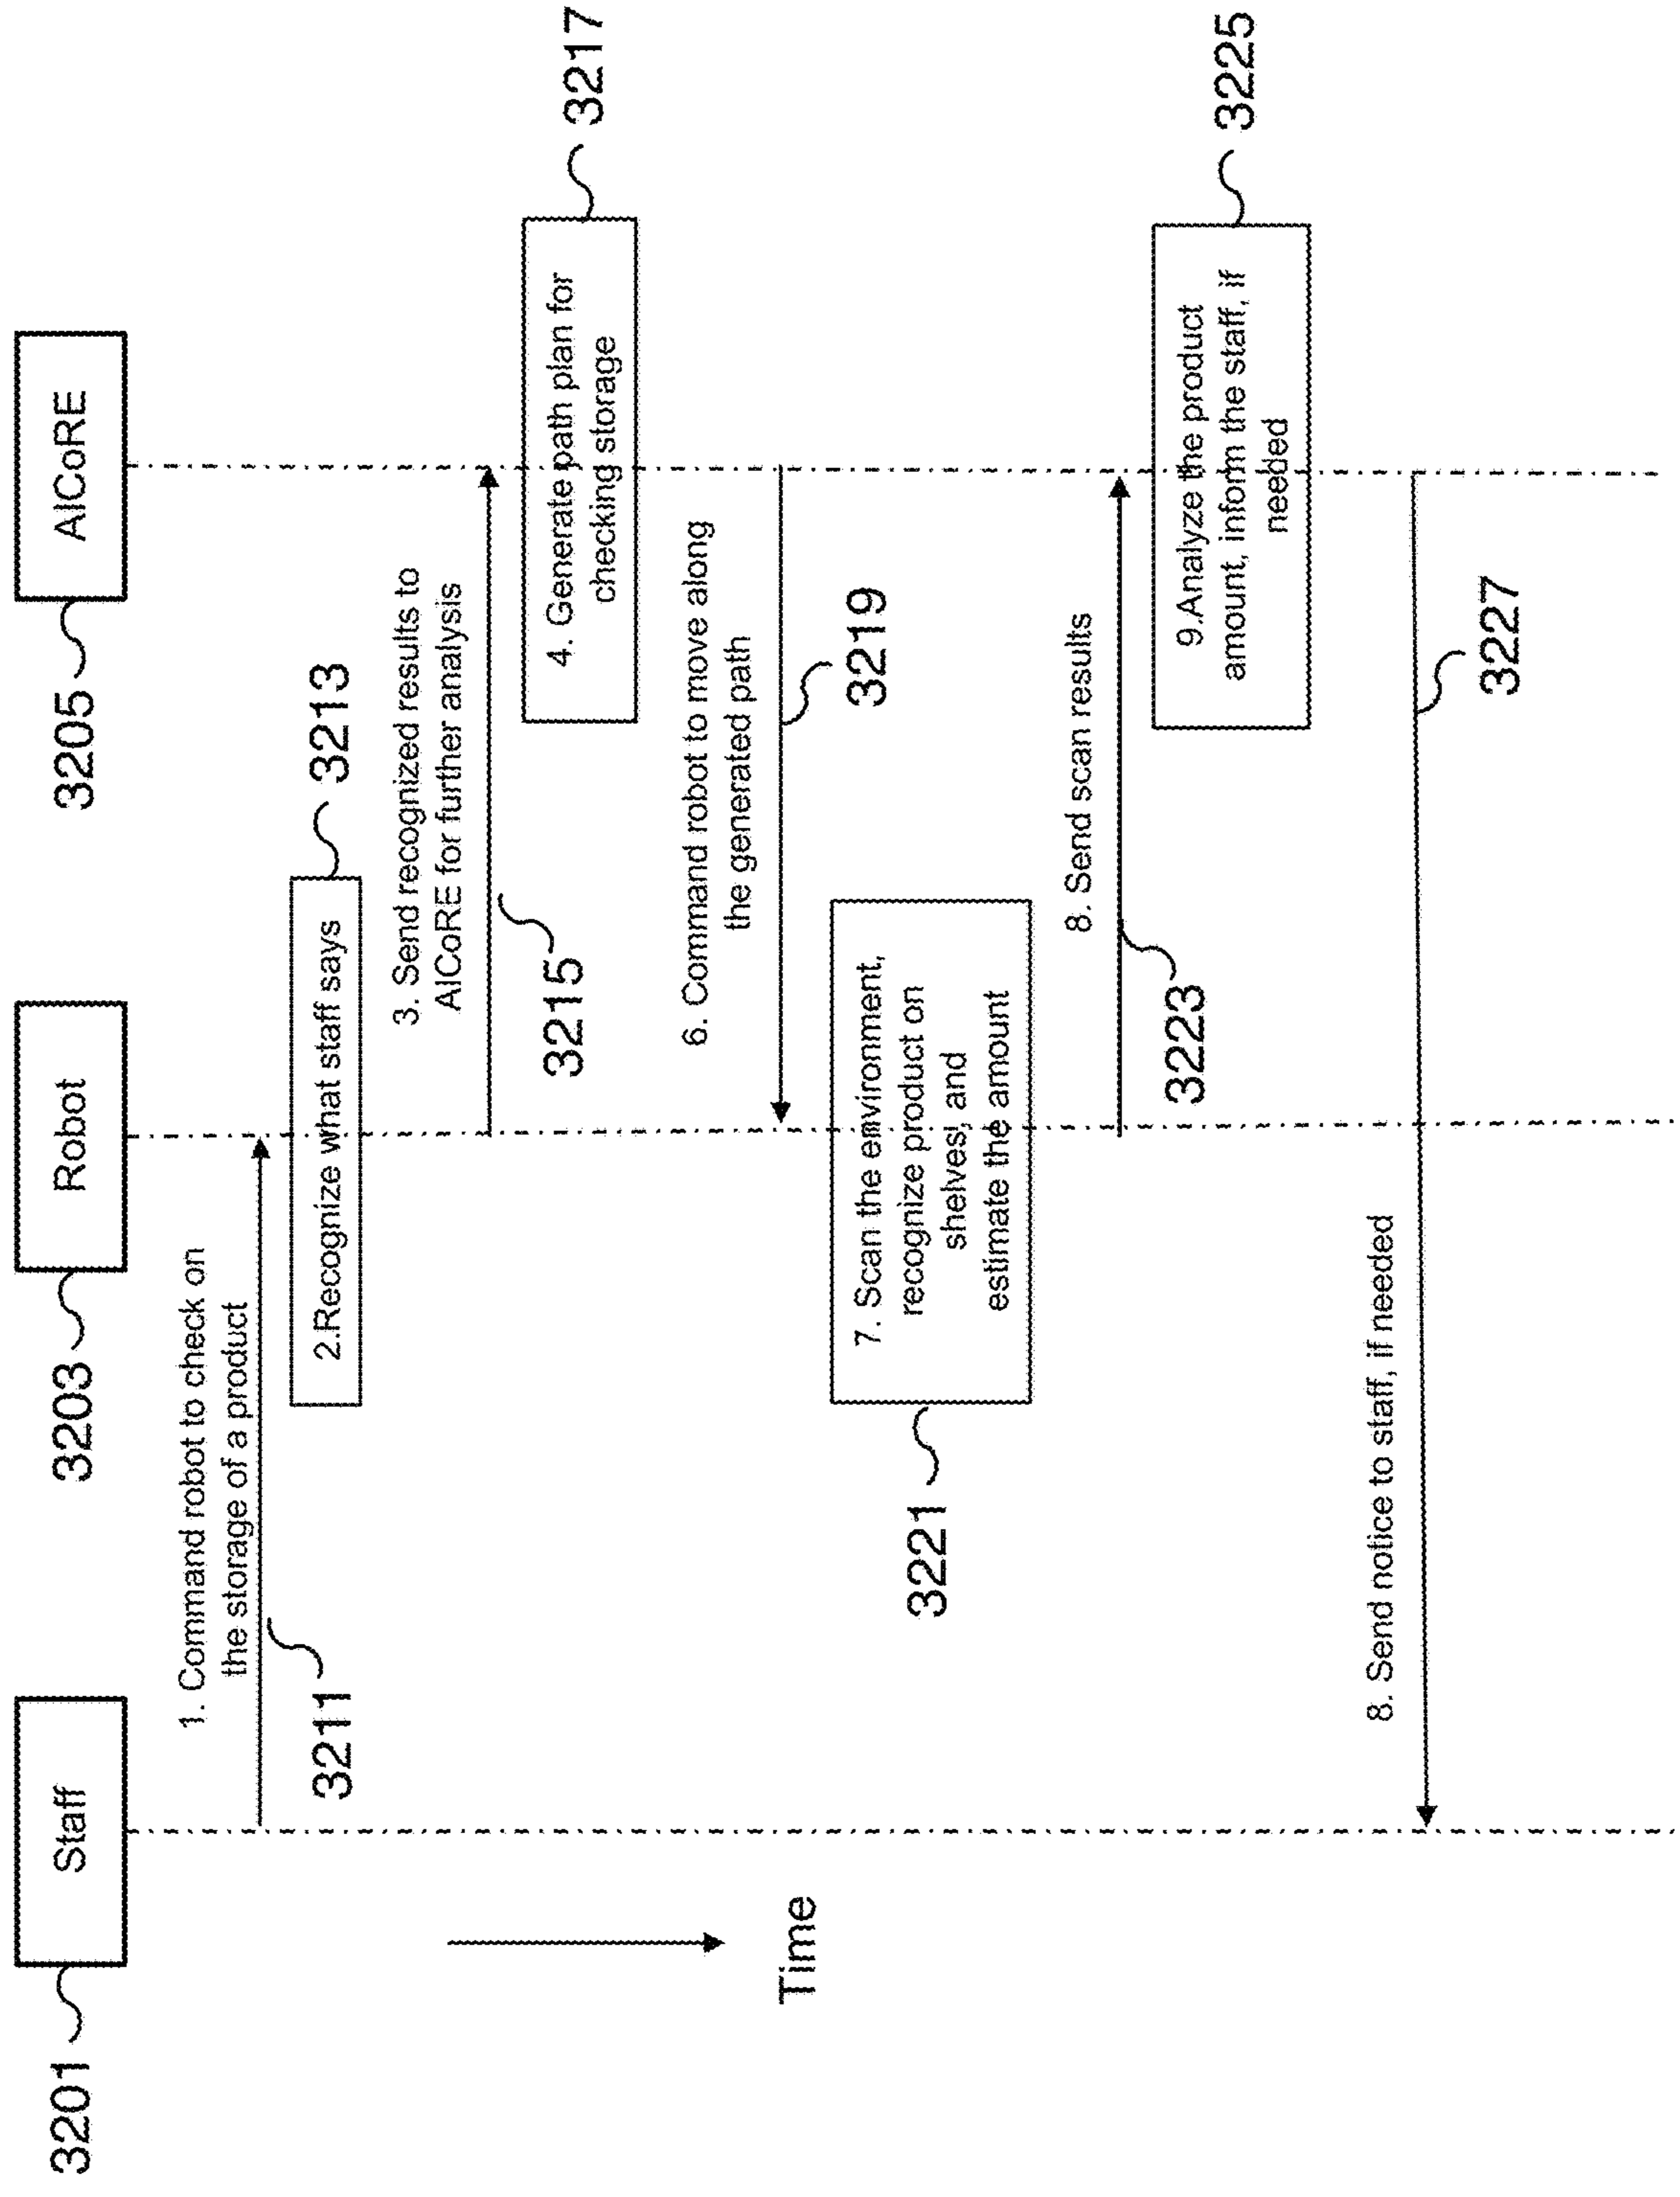 3201
Staff
3203
Robot
3205
AICoRE
1. Command robot to check on
the storage of a product
3211
2.Recognize what staff says
3213
3. Send recognized results to
AICoRE for further analysis
3215
4. Generate path plan for
checking storage
3217
6. Command robot to move along
the generated path
3219
Time
7. Scan the environment,
recognize product on
shelves, and
estimate the amount
3221
8. Send scan results
3223
9.Analyze the product
amount, inform the staff, if
needed
3225
8. Send notice to staff, if needed
3227